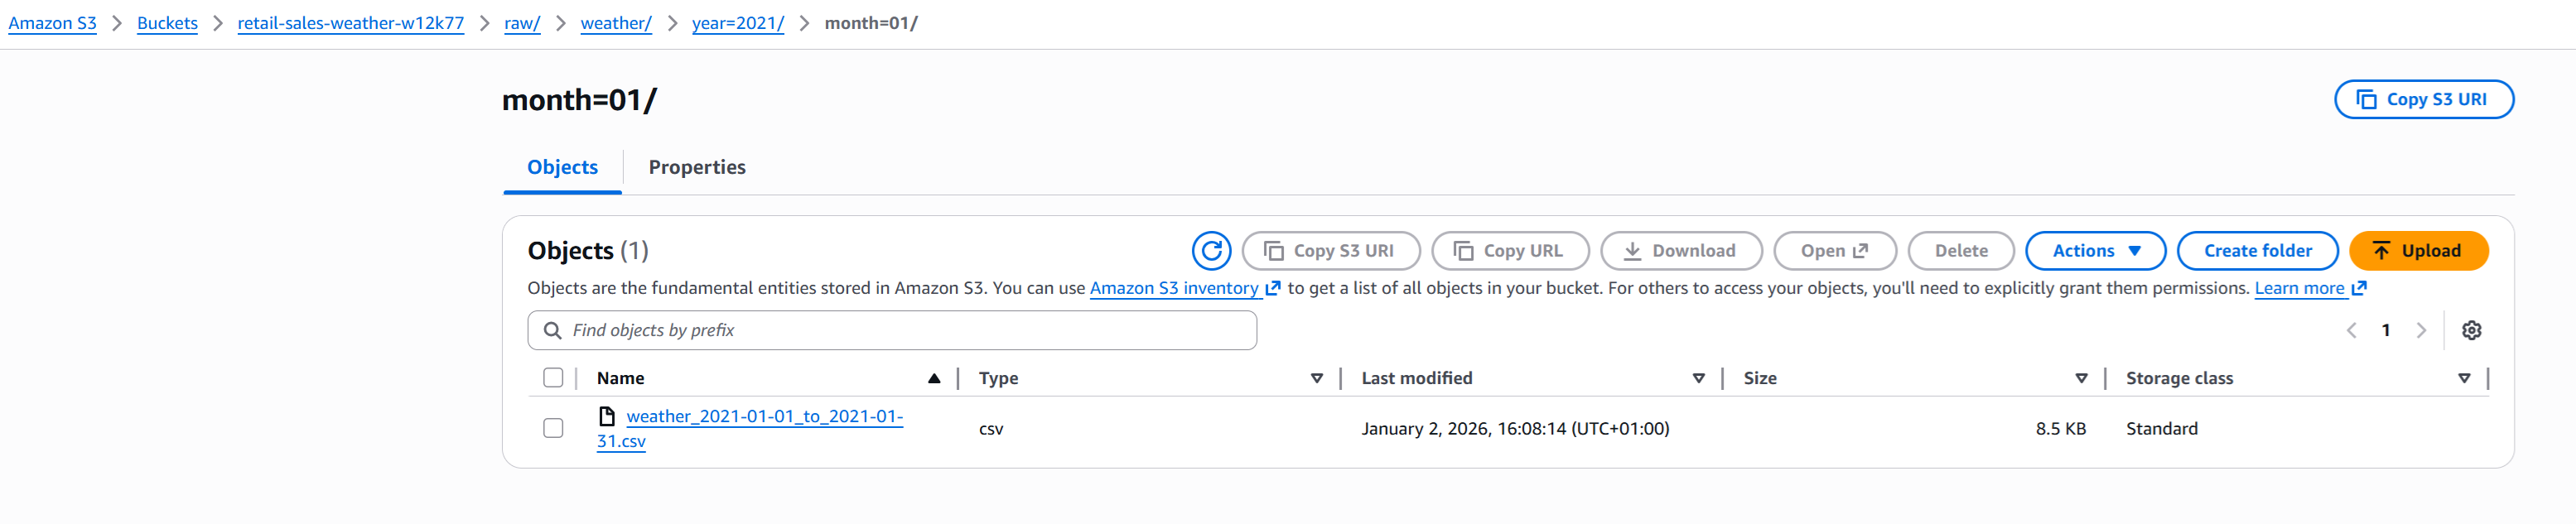 Amazon S3 > Buckets > retail-sales-weather-w12k77 > raw/ > weather/ > year=2021/ > month=01/
month=01/
Copy S3 URI
Objects
Properties
Objects (1)
Copy S3 URI
Copy URL
Download
Open
Delete
Actions
Create folder
Upload
Objects are the fundamental entities stored in Amazon S3. You can use Amazon S3 inventory to get a list of all objects in your bucket. For others to access your objects, you'll need to explicitly grant them permissions. Learn more
Find objects by prefix
1
Name
Type
Last modified
Size
Storage class
weather_2021-01-01_to_2021-01-
31.csv
csv
January 2, 2026, 16:08:14 (UTC+01:00)
8.5 KB
Standard